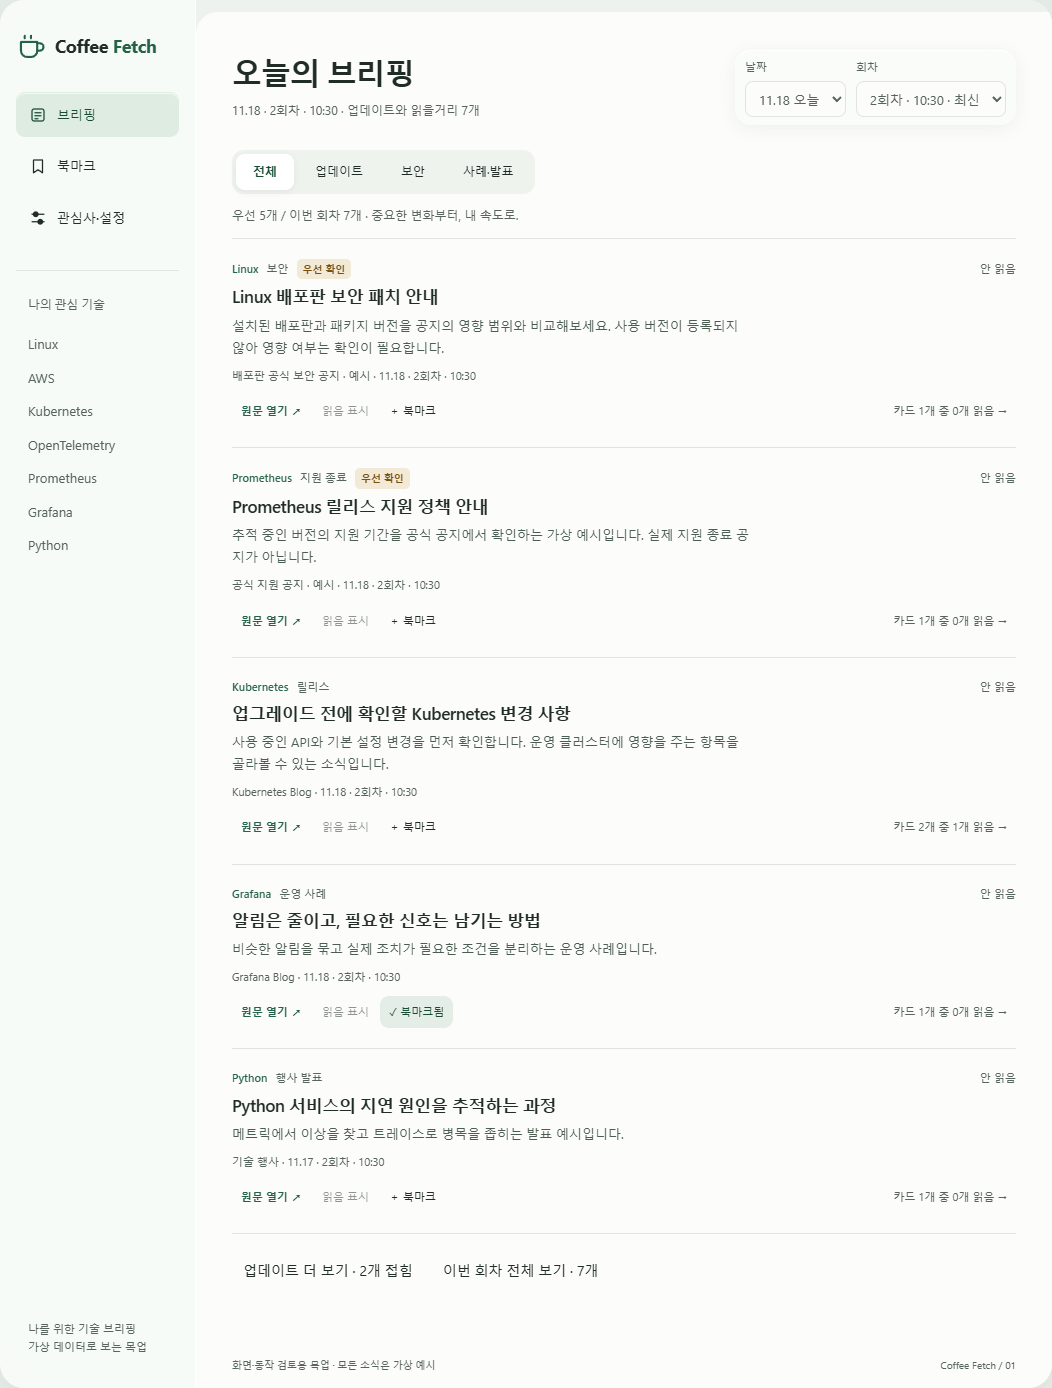 Coffee Fetch
브리핑
북마크
관심사·설정
나의 관심 기술
Linux
AWS
Kubernetes
OpenTelemetry
Prometheus
Grafana
Python
나를 위한 기술 브리핑
가상 데이터로 보는 목업
오늘의 브리핑
11.18 · 2회차 · 10:30 · 업데이트와 읽을거리 7개
날짜
회차
11.18 오늘
2회차 · 10:30 · 최신
전체
업데이트
보안
사례·발표
우선 5개 / 이번 회차 7개 · 중요한 변화부터, 내 속도로.
Linux 보안 우선 확인
안 읽음
Linux 배포판 보안 패치 안내
설치된 배포판과 패키지 버전을 공지의 영향 범위와 비교해보세요. 사용 버전이 등록되지
않아 영향 여부는 확인이 필요합니다.
배포판 공식 보안 공지 · 예시 · 11.18 · 2회차 · 10:30
원문 열기 ↗ 읽음 표시 + 북마크
카드 1개 중 0개 읽음 →
Prometheus 지원 종료 우선 확인
안 읽음
Prometheus 릴리스 지원 정책 안내
추적 중인 버전의 지원 기간을 공식 공지에서 확인하는 가상 예시입니다. 실제 지원 종료 공
지가 아닙니다.
공식 지원 공지 · 예시 · 11.18 · 2회차 · 10:30
원문 열기 ↗ 읽음 표시 + 북마크
카드 1개 중 0개 읽음 →
Kubernetes 릴리스
안 읽음
업그레이드 전에 확인할 Kubernetes 변경 사항
사용 중인 API와 기본 설정 변경을 먼저 확인합니다. 운영 클러스터에 영향을 주는 항목을
골라볼 수 있는 소식입니다.
Kubernetes Blog · 11.18 · 2회차 · 10:30
원문 열기 ↗ 읽음 표시 + 북마크
카드 2개 중 1개 읽음 →
Grafana 운영 사례
안 읽음
알림은 줄이고, 필요한 신호는 남기는 방법
비슷한 알림을 묶고 실제 조치가 필요한 조건을 분리하는 운영 사례입니다.
Grafana Blog · 11.18 · 2회차 · 10:30
원문 열기 ↗ 읽음 표시 ✓ 북마크됨
카드 1개 중 0개 읽음 →
Python 행사 발표
안 읽음
Python 서비스의 지연 원인을 추적하는 과정
메트릭에서 이상을 찾고 트레이스로 병목을 좁히는 발표 예시입니다.
기술 행사 · 11.17 · 2회차 · 10:30
원문 열기 ↗ 읽음 표시 + 북마크
카드 1개 중 0개 읽음 →
업데이트 더 보기 · 2개 접힘
이번 회차 전체 보기 · 7개
화면·동작 검토용 목업 · 모든 소식은 가상 예시
Coffee Fetch / 01